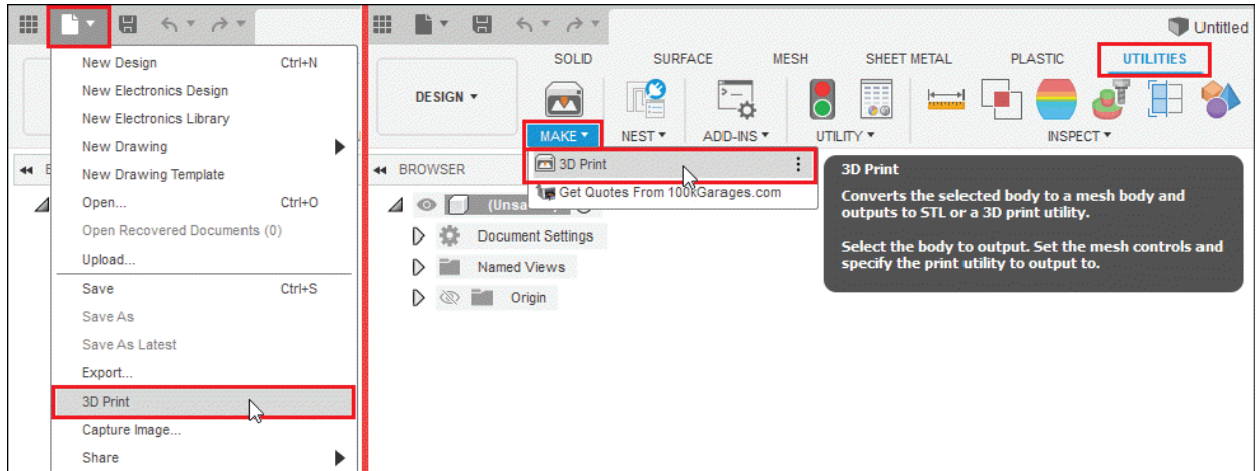 New Design Ctrl+N
New Electronics Design
New Electronics Library
New Drawing
New Drawing Template
Open... Ctrl+O
Open Recovered Documents (0)
Upload...
Save Ctrl+S
Save As
Save As Latest
Export...
3D Print
Capture Image...
Share
Untitled
SOLID SURFACE MESH SHEET METAL PLASTIC UTILITIES
DESIGN
MAKE NEST ADD-INS UTILITY INSPECT
BROWSER
3D Print
Get Quotes From 100kGarages.com
Document Settings
Named Views
Origin
3D Print
Converts the selected body to a mesh body and
outputs to STL or a 3D print utility.
Select the body to output. Set the mesh controls and
specify the print utility to output to.